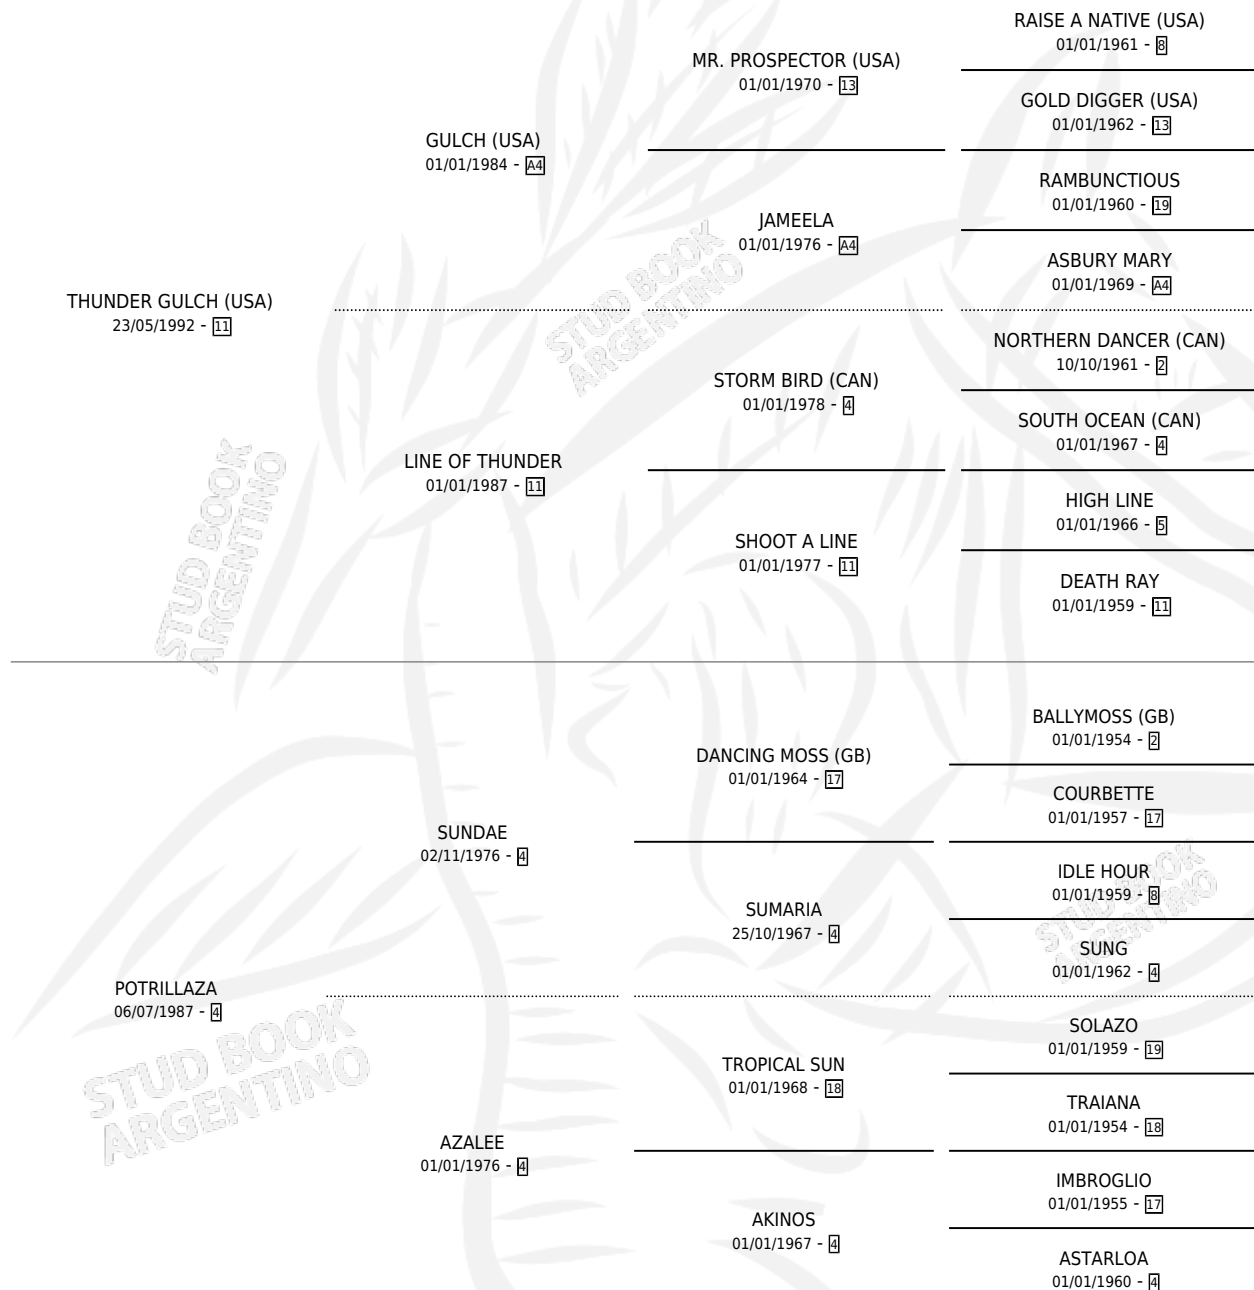 THUNDER GULCH (USA)
23/05/1992 - 11
GULCH (USA)
01/01/1984 - A4
MR. PROSPECTOR (USA)
01/01/1970 - 13
RAISE A NATIVE (USA)
01/01/1961 - 8
GOLD DIGGER (USA)
01/01/1962 - 13
JAMEELA
01/01/1976 - A4
RAMBUNCTIOUS
01/01/1960 - 19
ASBURY MARY
01/01/1969 - A4
LINE OF THUNDER
01/01/1987 - 11
STORM BIRD (CAN)
01/01/1978 - 4
NORTHERN DANCER (CAN)
10/10/1961 - 2
SOUTH OCEAN (CAN)
01/01/1967 - 4
SHOOT A LINE
01/01/1977 - 11
HIGH LINE
01/01/1966 - 5
DEATH RAY
01/01/1959 - 11
POTRILLAZA
06/07/1987 - 4
SUNDAE
02/11/1976 - 4
DANCING MOSS (GB)
01/01/1964 - 17
BALLYMOSS (GB)
01/01/1954 - 2
COURBETTE
01/01/1957 - 17
SUMARIA
25/10/1967 - 4
IDLE HOUR
01/01/1959 - 8
SUNG
01/01/1962 - 4
AZALEE
01/01/1976 - 4
TROPICAL SUN
01/01/1968 - 18
SOLAZO
01/01/1959 - 19
TRAIANA
01/01/1954 - 18
AKINOS
01/01/1967 - 4
IMBROGLIO
01/01/1955 - 17
ASTARLOA
01/01/1960 - 4
STUD BOOK
ARGENTINO
STUD BOOK
ARGENTINO
STUD BOOK
ARGENTINO
STUD BOOK
ARGENTINO